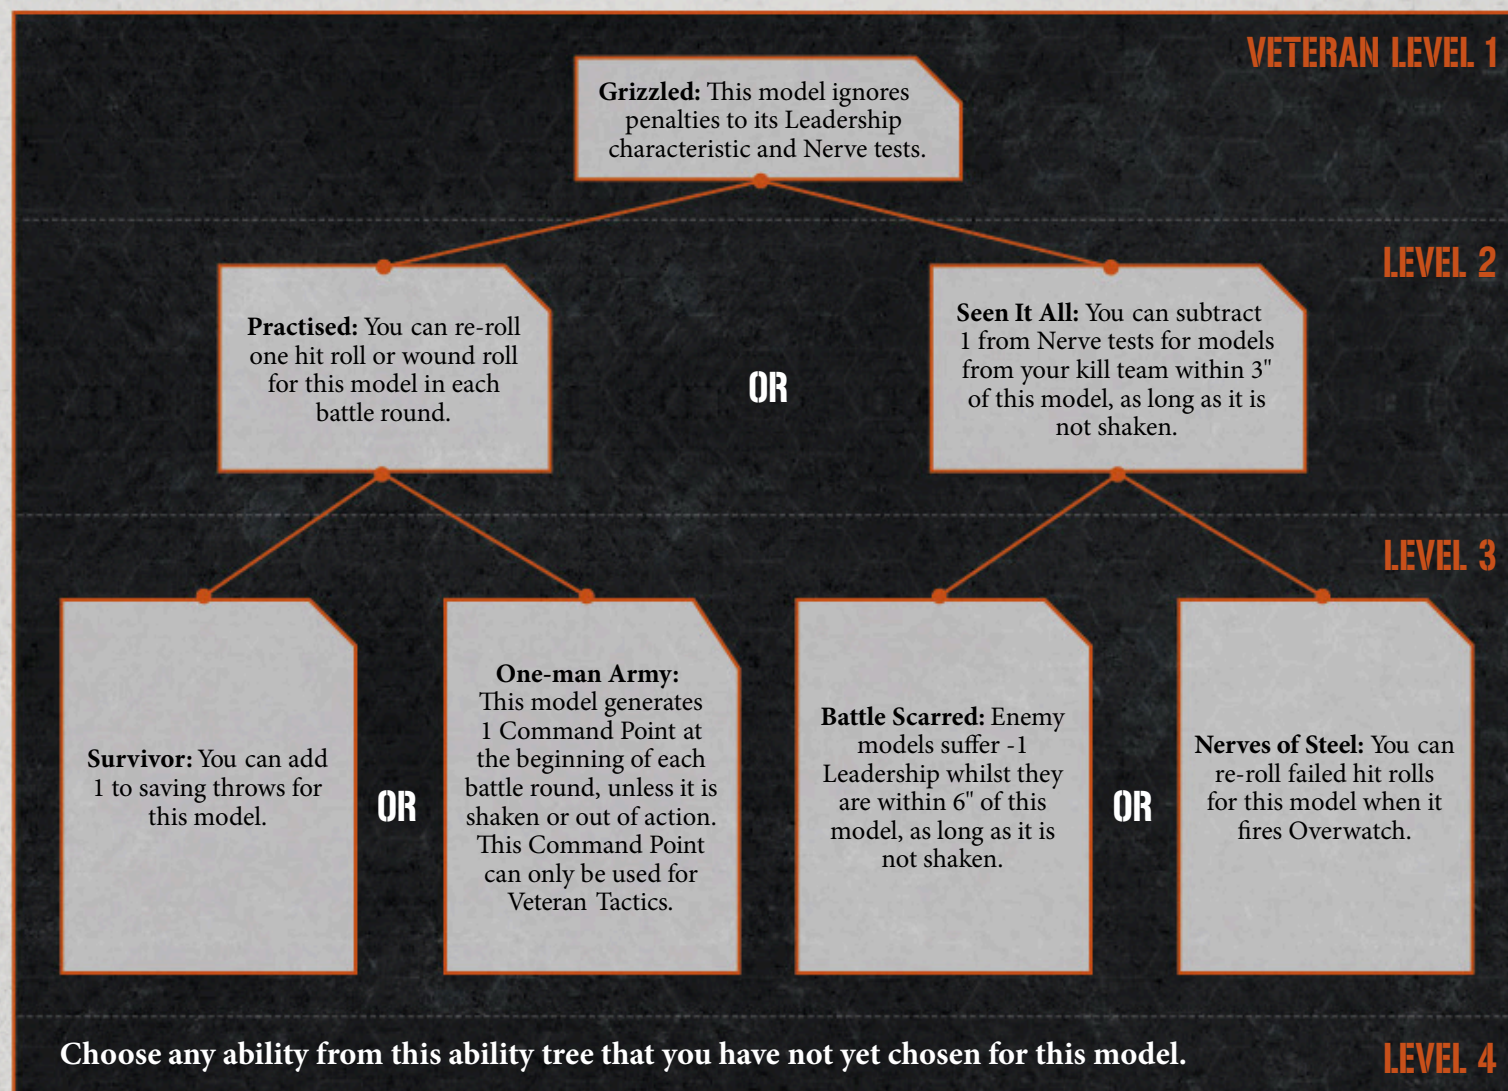 VETERAN LEVEL 1
Grizzled: This model ignores
penalties to its Leadership
characteristic and Nerve tests.
LEVEL 2
Practised: You can re-roll
one hit roll or wound roll
for this model in each
battle round.
OR
Seen It All: You can subtract
1 from Nerve tests for models
from your kill team within 3"
of this model, as long as it is
not shaken.
LEVEL 3
Survivor: You can add
1 to saving throws for
this model.
OR
One-man Army:
This model generates
1 Command Point at
the beginning of each
battle round, unless it is
shaken or out of action.
This Command Point
can only be used for
Veteran Tactics.
Battle Scarred: Enemy
models suffer -1
Leadership whilst they
are within 6" of this
model, as long as it is
not shaken.
OR
Nerves of Steel: You can
re-roll failed hit rolls
for this model when it
fires Overwatch.
Choose any ability from this ability tree that you have not yet chosen for this model.
LEVEL 4